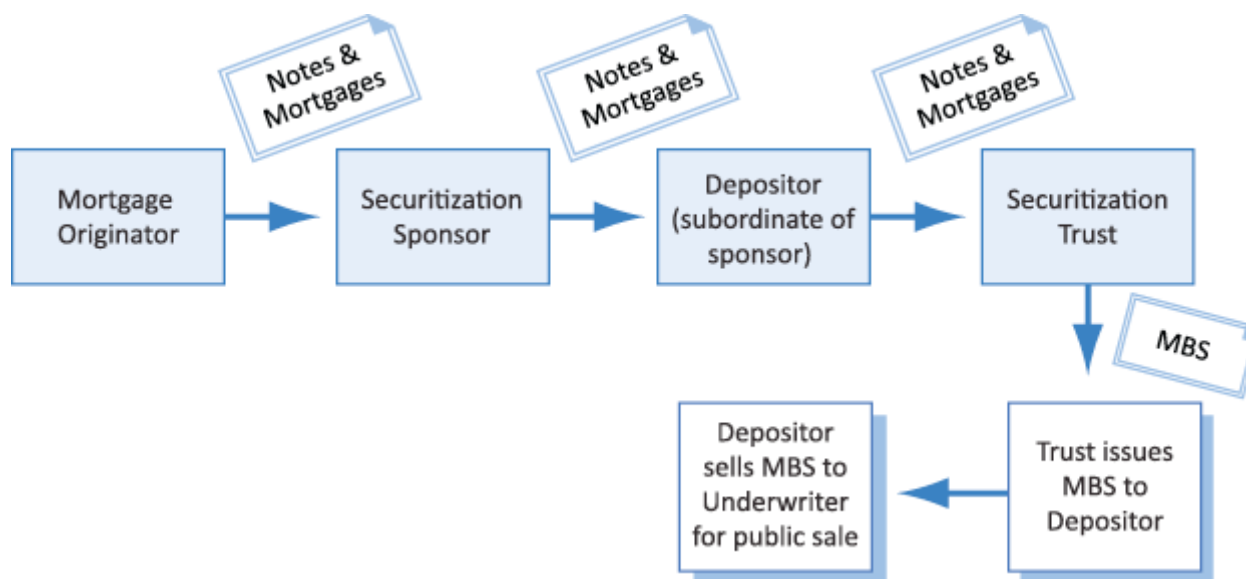 Notes &
Mortgages
Notes &
Mortgages
Notes &
Mortgages
Mortgage
Originator
Securitization
Sponsor
Depositor
(subordinate of
sponsor)
Securitization
Trust
MBS
Depositor
sells MBS to
Underwriter
for public sale
Trust issues
MBS to
Depositor